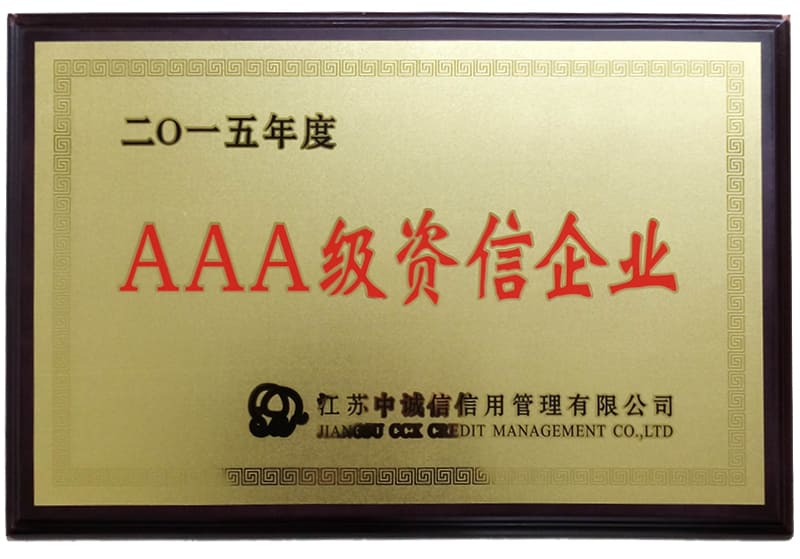 二O一五年度
AAA级资信企业
江苏中诚信信用管理有限公司
JIANGSU CCX CREDIT MANAGEMENT CO.,LTD